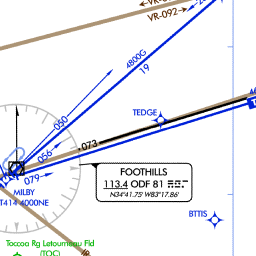 VR-092
4800G
19
050
056
079
073
TEDGE
FOOTHILLS
113.4 ODF 81
N34°41.75' W83°17.86'
MILBY
T414 4000NE
BTTIS
Toccoa Rg Letourneau Fld
(TOC)